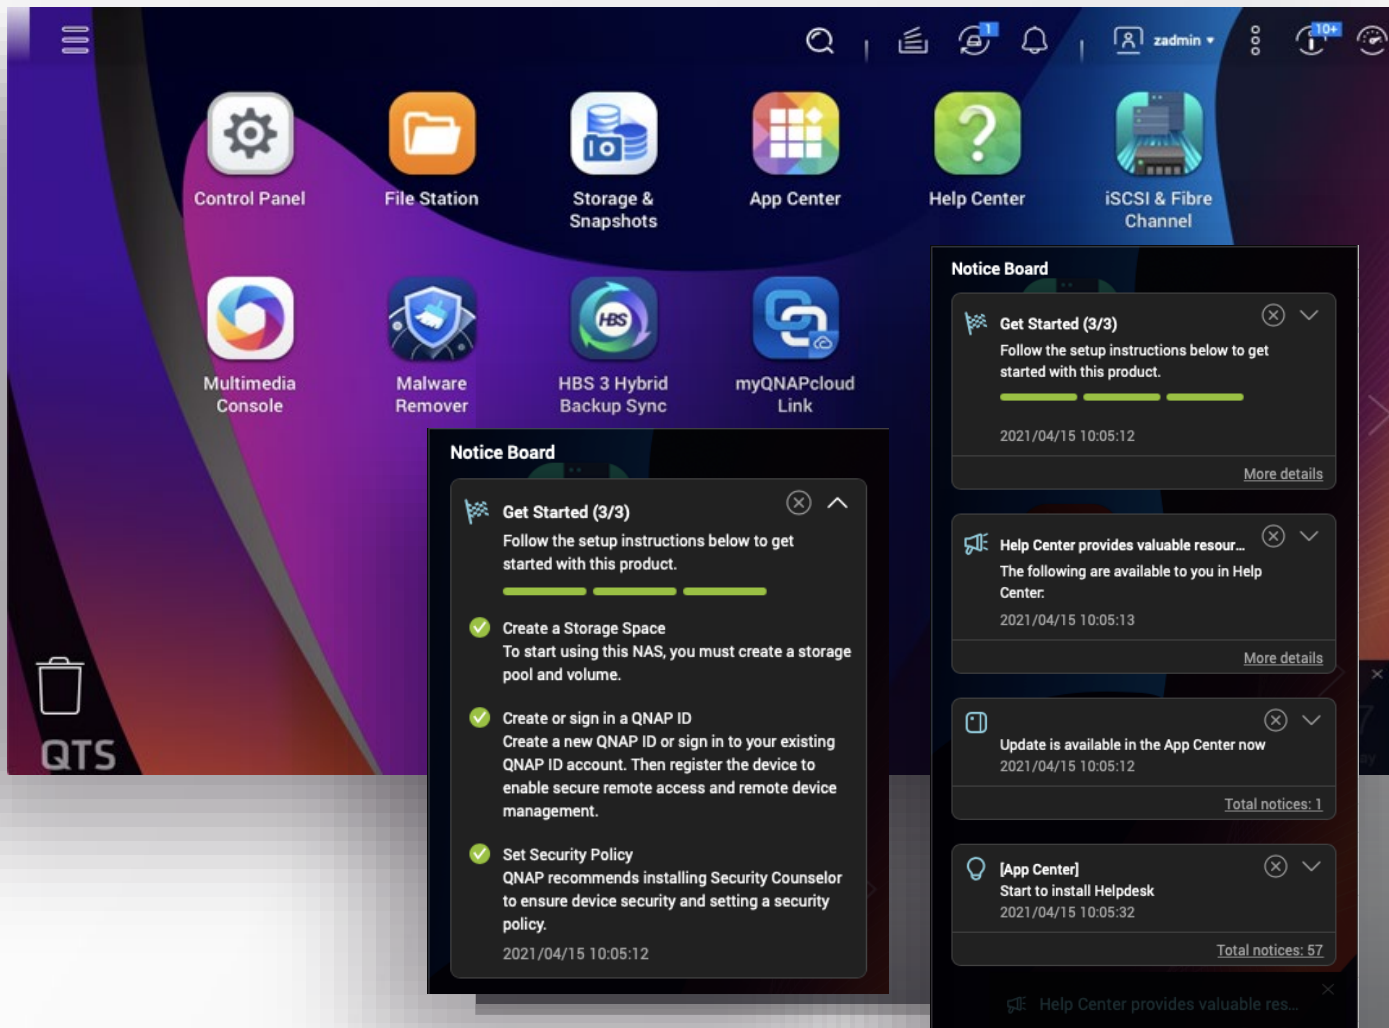 1
zadmin
10+
Control Panel
File Station
Storage &
Snapshots
App Center
Help Center
iSCSI & Fibre
Channel
Multimedia
Console
Malware
Remover
HBS
HBS 3 Hybrid
Backup Sync
myQNAPcloud
Link
QTS
Notice Board
Get Started (3/3)
Follow the setup instructions below to get
started with this product.
Create a Storage Space
To start using this NAS, you must create a storage
pool and volume.
Create or sign in a QNAP ID
Create a new QNAP ID or sign in to your existing
QNAP ID account. Then register the device to
enable secure remote access and remote device
management.
Set Security Policy
QNAP recommends installing Security Counselor
to ensure device security and setting a security
policy.
2021/04/15 10:05:12
Notice Board
Get Started (3/3)
Follow the setup instructions below to get
started with this product.
2021/04/15 10:05:12
More details
Help Center provides valuable resour...
The following are available to you in Help
Center:
2021/04/15 10:05:13
More details
Update is available in the App Center now
2021/04/15 10:05:12
Total notices: 1
[App Center]
Start to install Helpdesk
2021/04/15 10:05:32
Total notices: 57
Help Center provides valuable res...